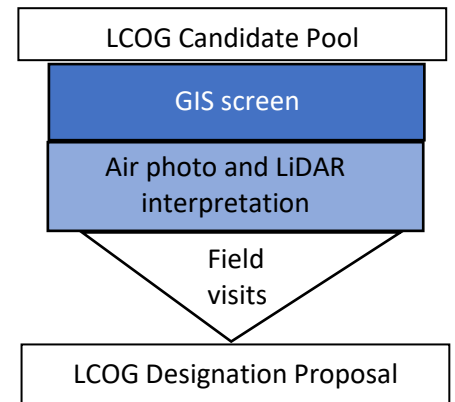 LCOG Candidate Pool
GIS screen
Air photo and LiDAR
interpretation
Field
visits
LCOG Designation Proposal